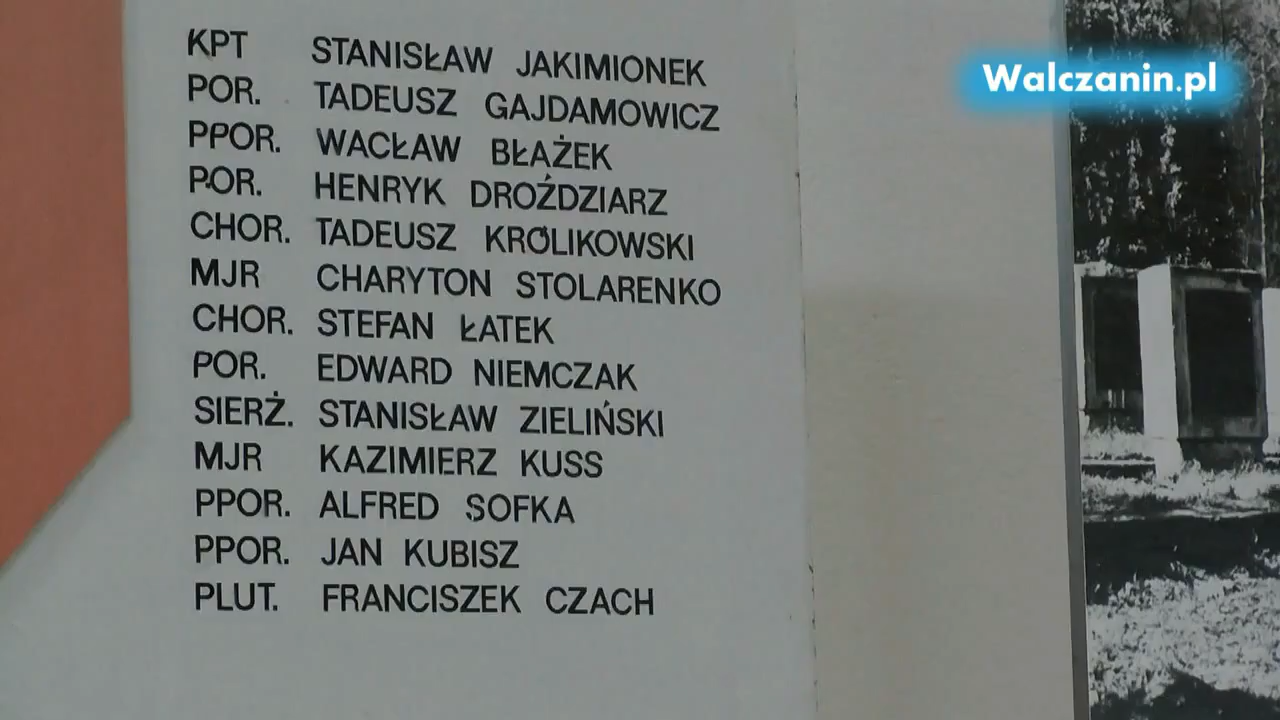 KPT STANISŁAW JAKIMIONEK
POR. TADEUSZ GAJDAMOWICZ
PPOR. WACŁAW BŁAŻEK
POR. HENRYK DROŹDZIARZ
CHOR. TADEUSZ KRÓLIKOWSKI
MJR CHARYTON STOLARENKO
CHOR. STEFAN ŁATEK
POR. EDWARD NIEMCZAK
SIERŻ. STANISŁAW ZIELIŃSKI
MJR KAZIMIERZ KUSS
PPOR. ALFRED SOFKA
PPOR. JAN KUBISZ
PLUT. FRANCISZEK CZACH
Walczanin.pl